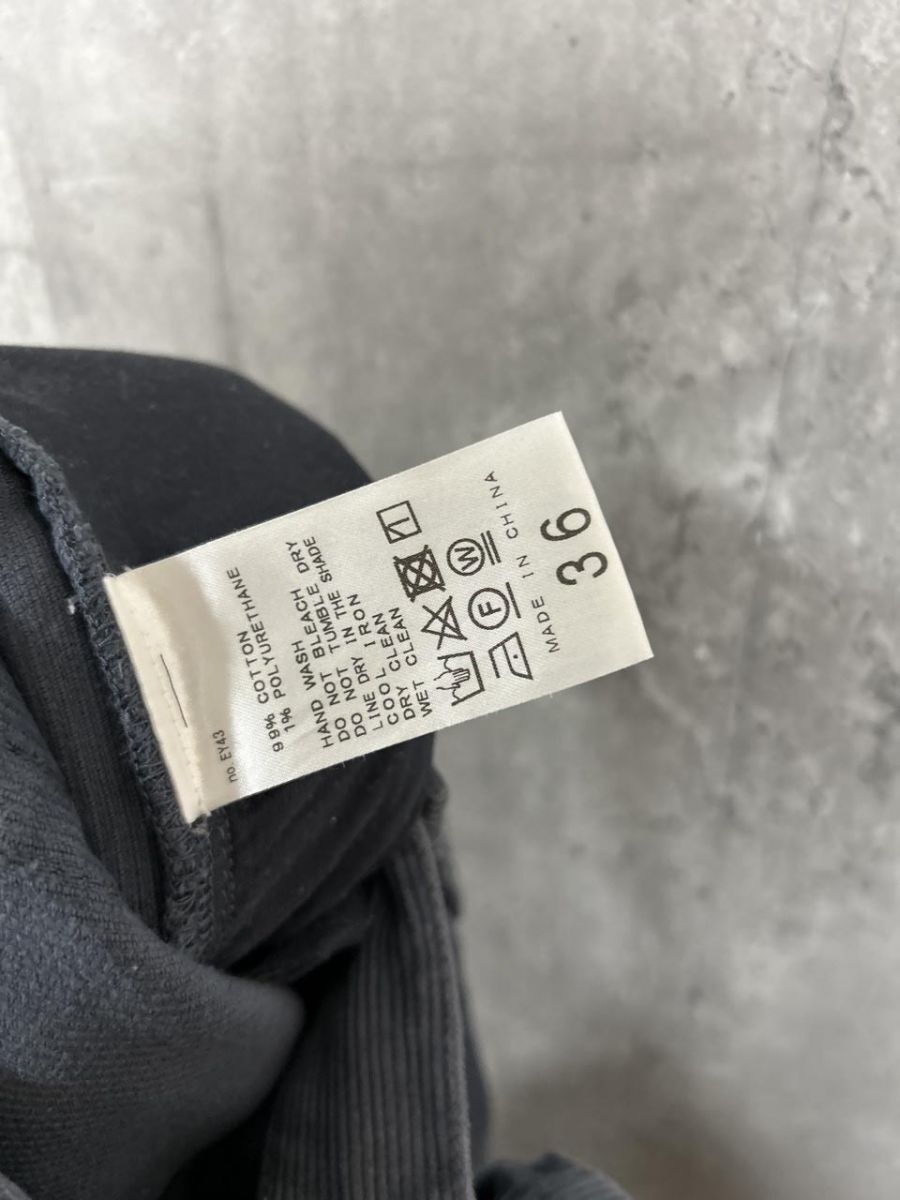 no. EY43
99% COTTON
1% POLYURETHANE
HAND WASH
DO NOT BLEACH
DO NOT TUMBLE DRY
LINE DRY IN THE SHADE
COOL IRON
DRY CLEAN
WET CLEAN
F W
MADE IN CHINA
36